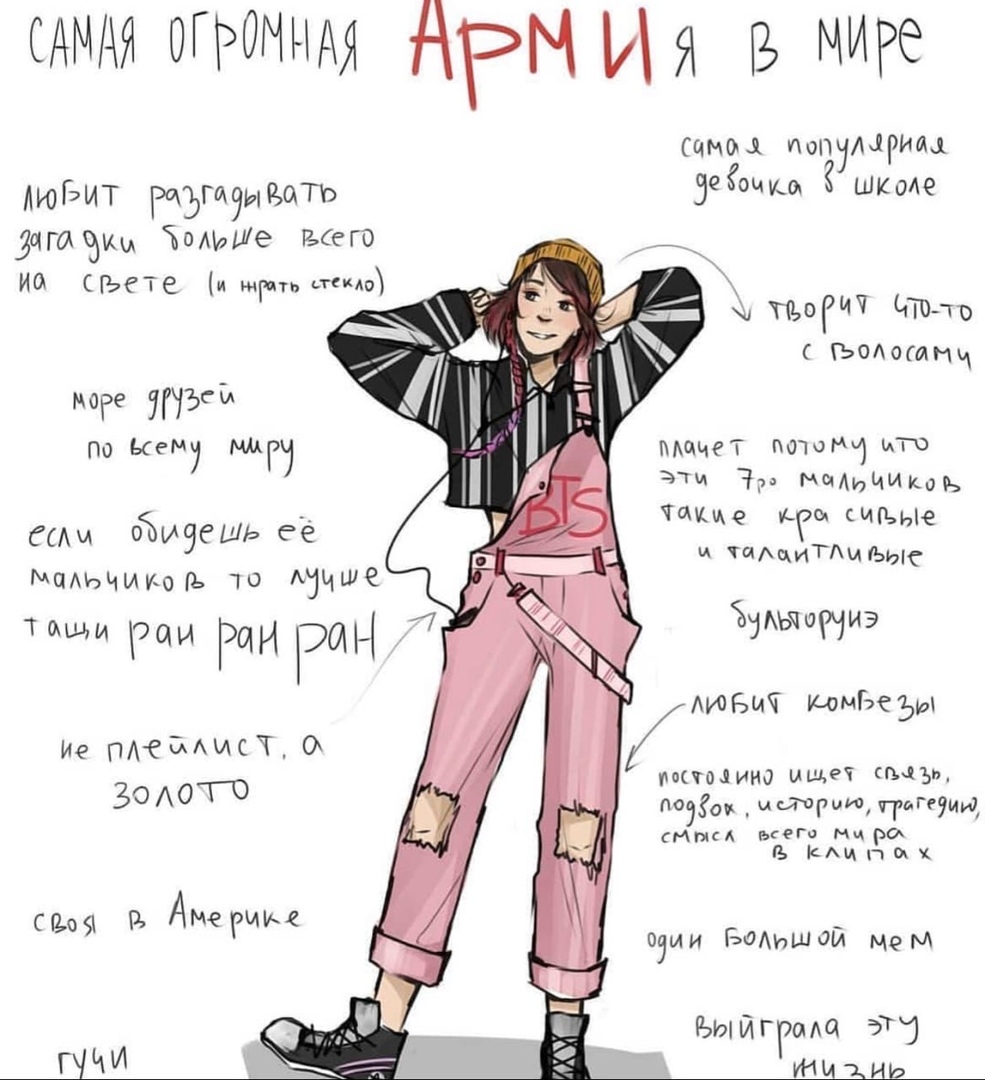 САМАЯ ОГРОМНАЯ АРМИЯ В МИРЕ
самая популярная
девочка в школе
любит разгадывать
загадки больше всего
на свете (и жрать стекло)
творит что-то
с волосами
море друзей
по всему миру
плачет потому что
эти 7ро мальчиков
такие красивые
и талантливые
если обидешь её
мальчиков то лучше
тащи ран ран ран
BTS
бульторунэ
любит комбезы
не плейлист, а
золото
постоянно ищет связь,
подвох, историю, трагедию,
смысл всего мира
в клипах
своя в Америке
один большой мем
выйграла эту
жизнь
гучи